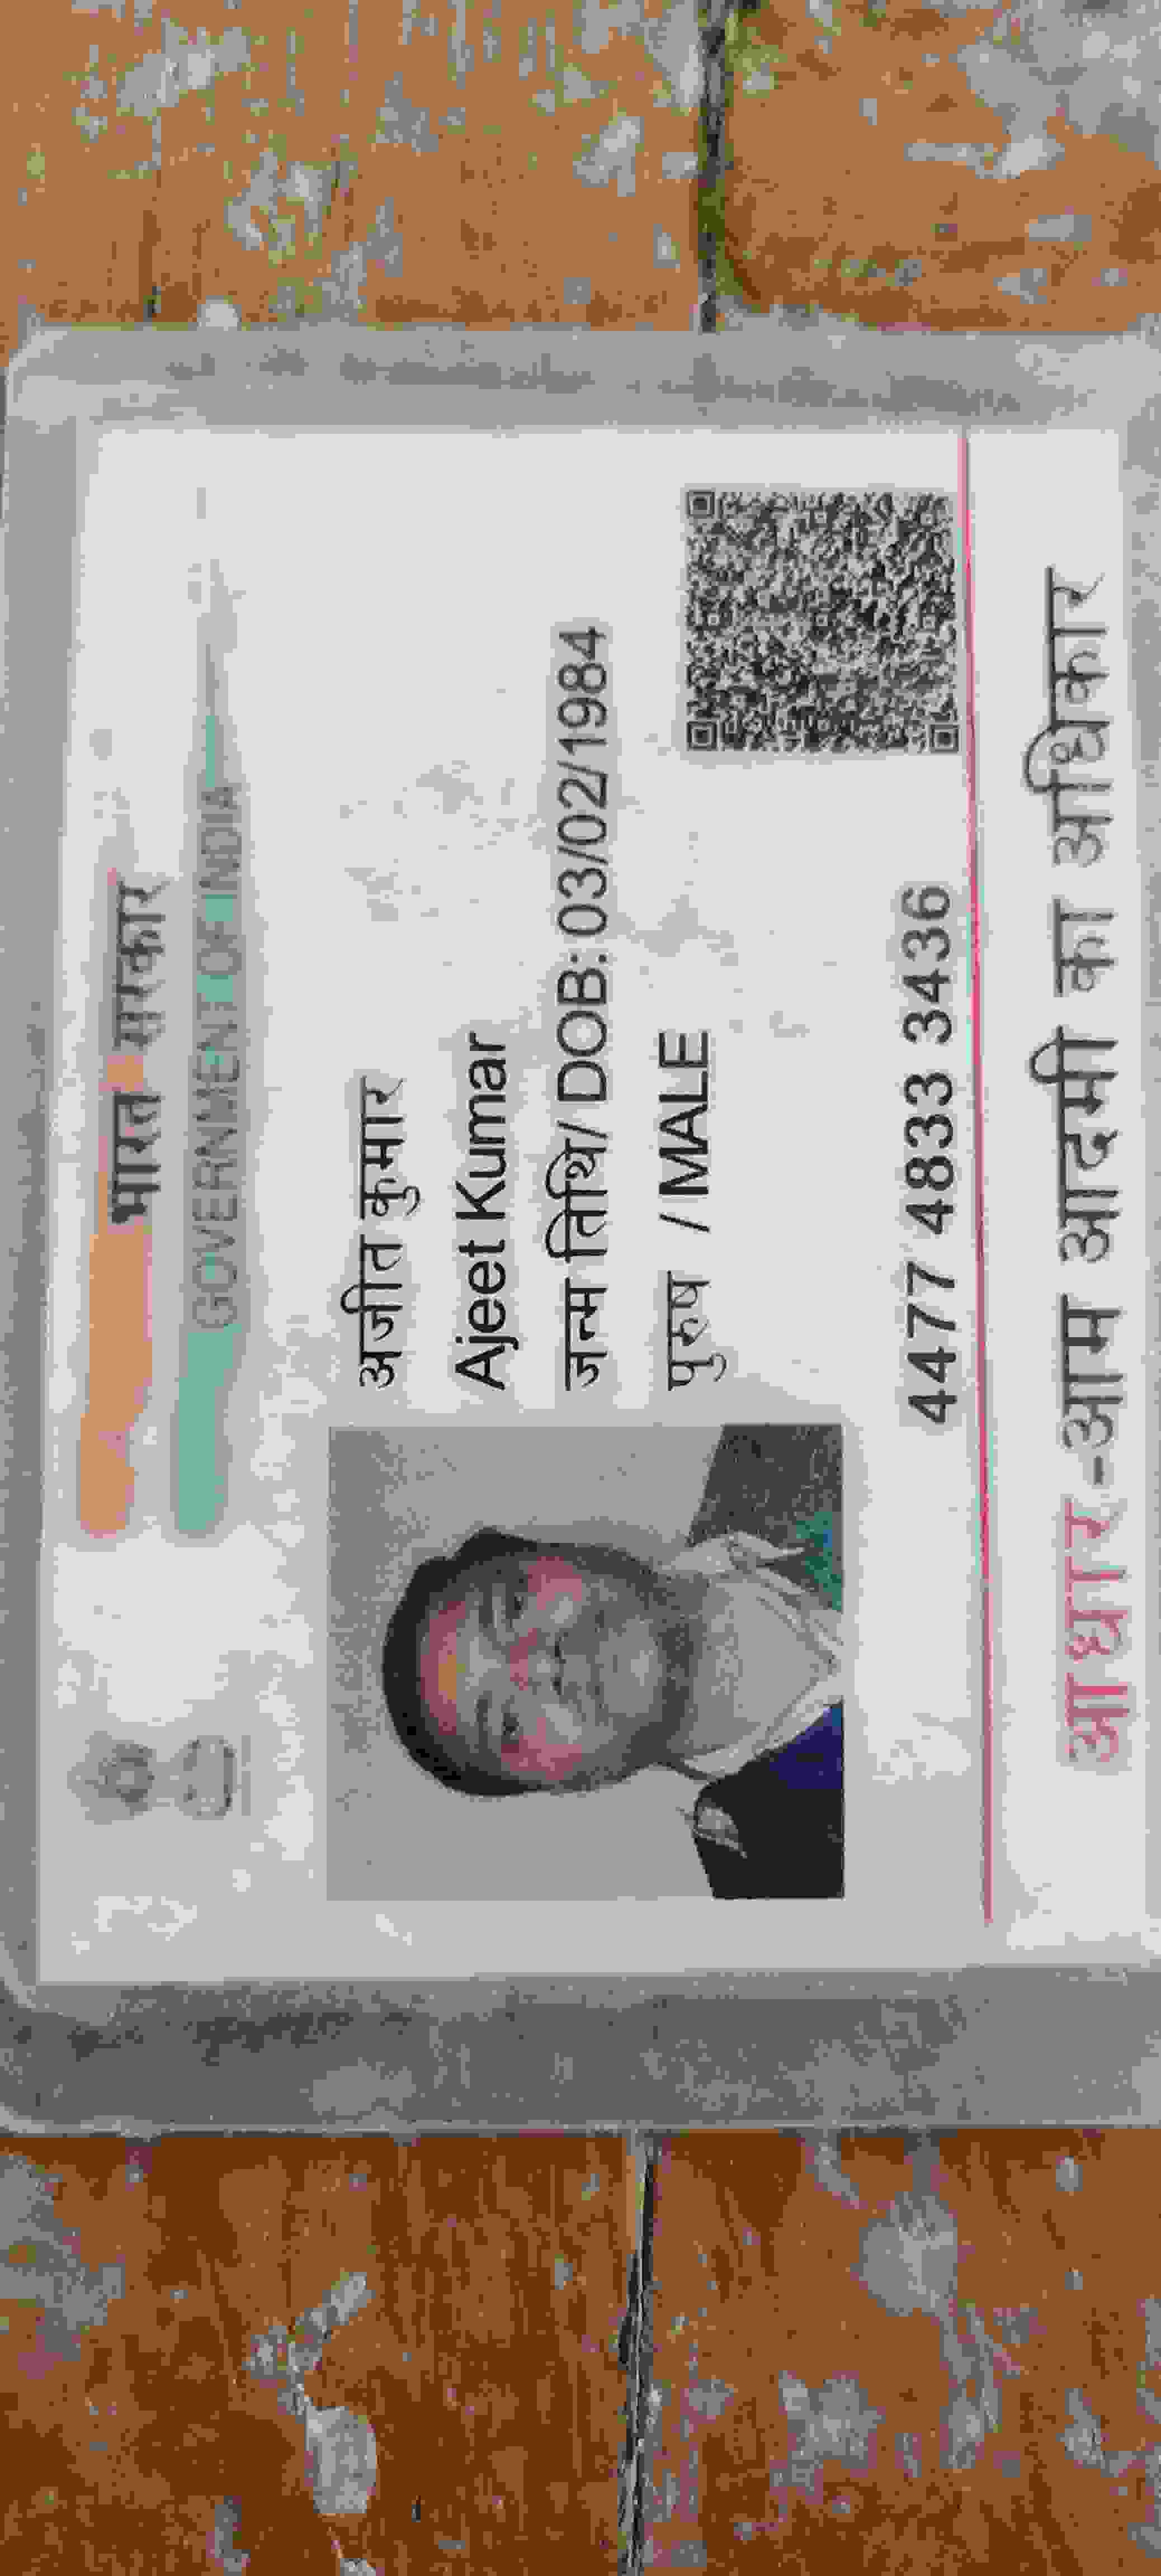 भारत सरकार
GOVERNMENT OF INDIA
अजीत कुमार
Ajeet Kumar
जन्म तिथि/ DOB: 03/02/1984
पुरुष / MALE
4477 4833 3436
आधार-आम आदमी का अधिकार